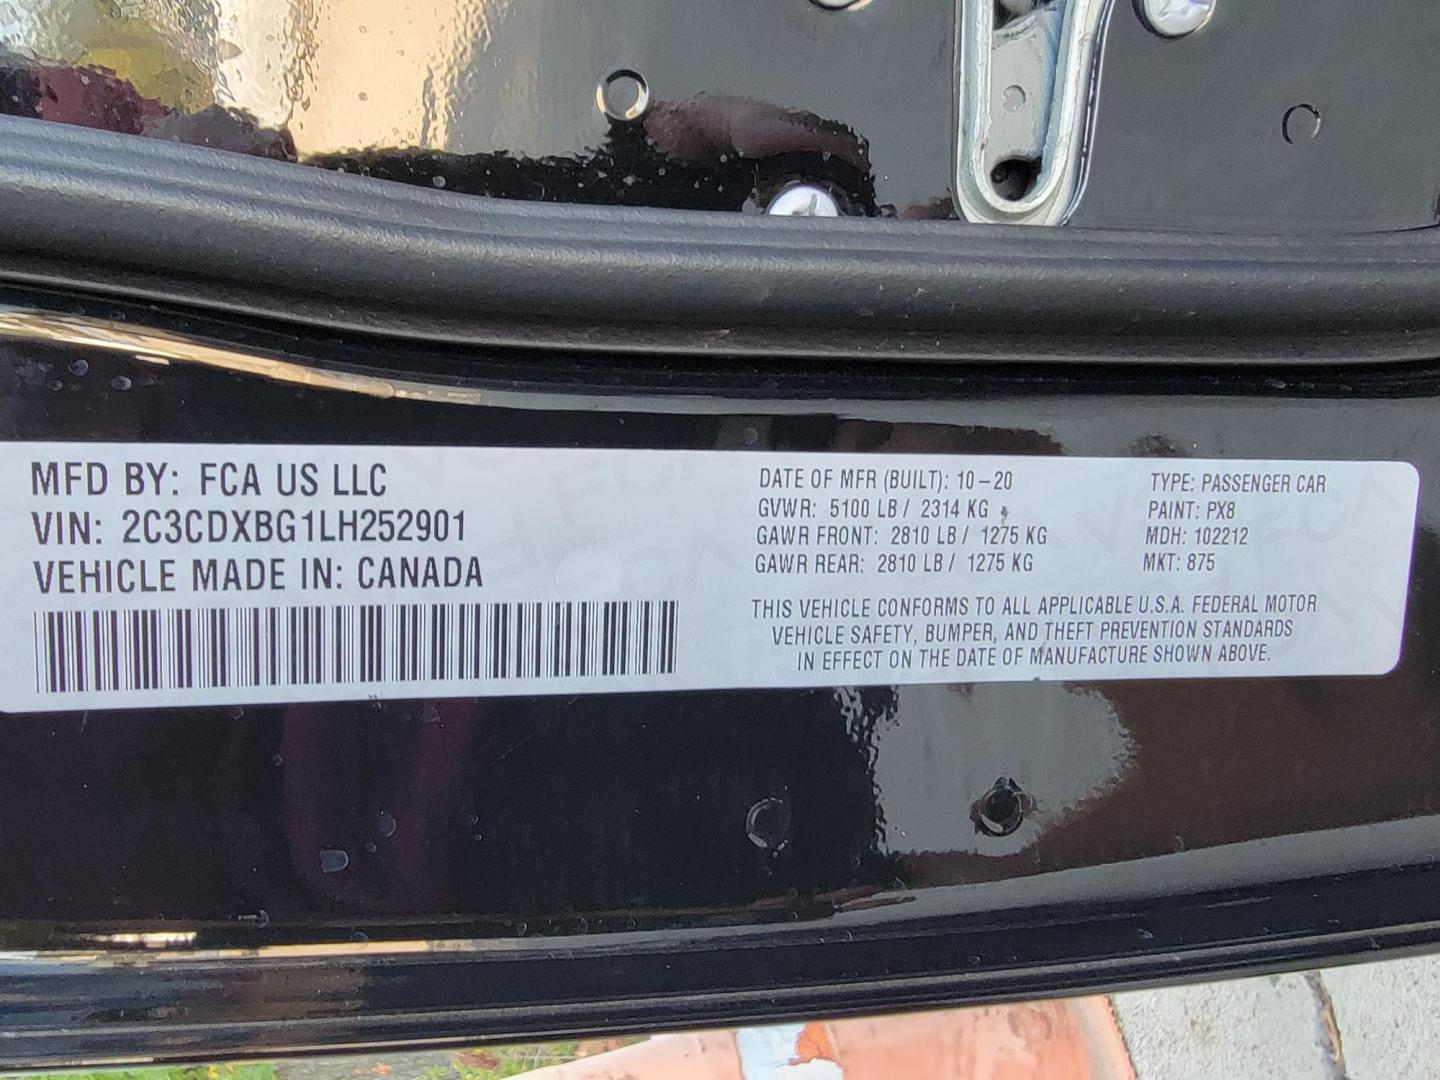 MFD BY: FCA US LLC
VIN: 2C3CDXBG1LH252901
VEHICLE MADE IN: CANADA
DATE OF MFR (BUILT): 10-20
GVWR: 5100 LB / 2314 KG
GAWR FRONT: 2810 LB / 1275 KG
GAWR REAR: 2810 LB / 1275 KG
TYPE: PASSENGER CAR
PAINT: PX8
MDH: 102212
MKT: 875
THIS VEHICLE CONFORMS TO ALL APPLICABLE U.S.A. FEDERAL MOTOR
VEHICLE SAFETY, BUMPER, AND THEFT PREVENTION STANDARDS
IN EFFECT ON THE DATE OF MANUFACTURE SHOWN ABOVE.